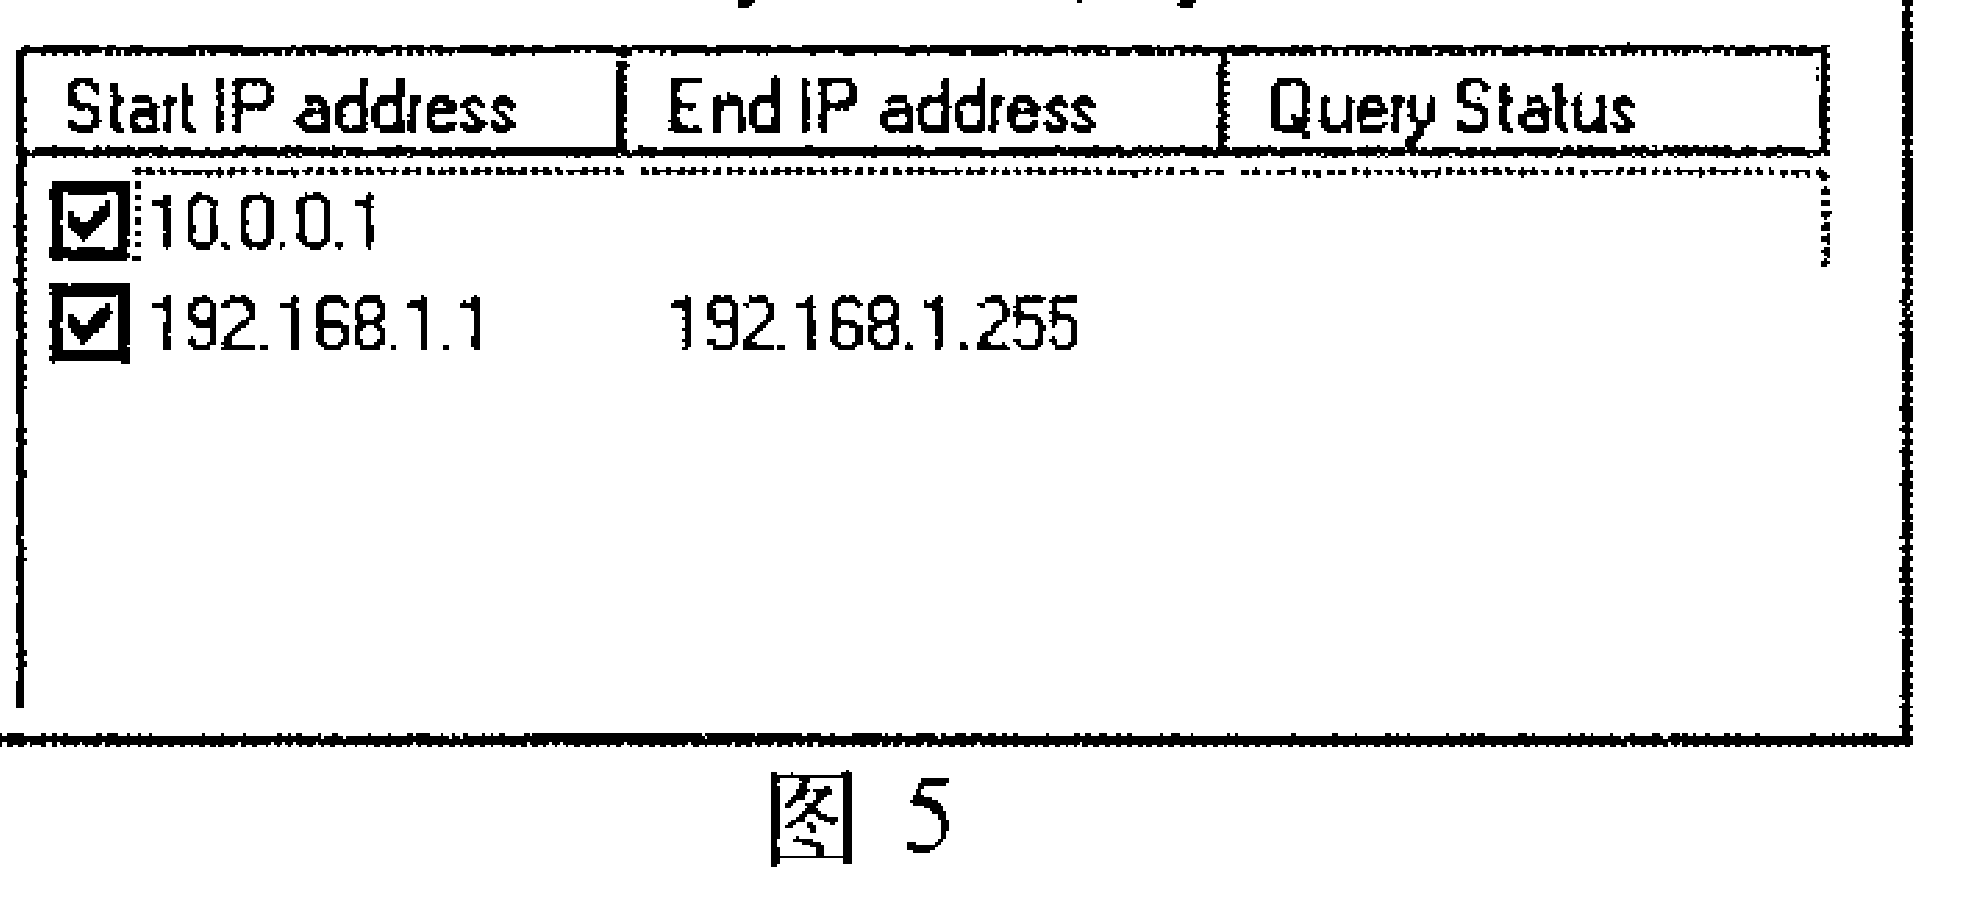 Start IP address End IP address Query Status
10.0.0.1
192.168.1.1 192.168.1.255
图 5